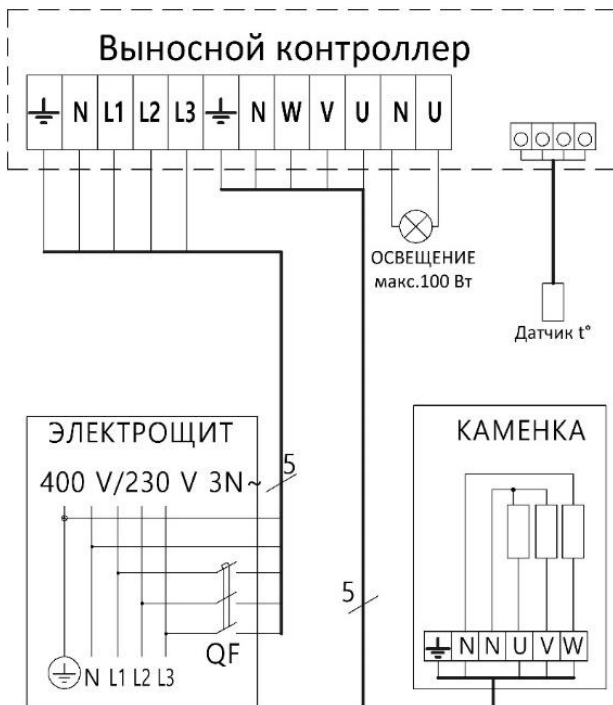 Выносной контроллер
N L1 L2 L3 N W V U N U
ОСВЕЩЕНИЕ
макс.100 Вт
Датчик t°
ЭЛЕКТРОЩИТ
400 V/230 V 3N~
5
QF
N L1 L2 L3
5
КАМЕНКА
N N U V W